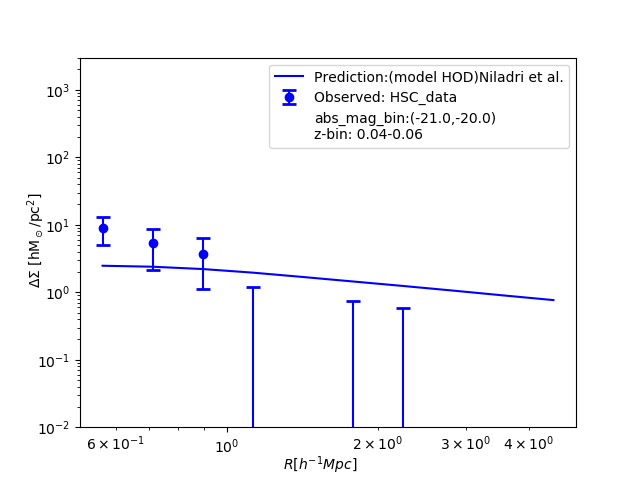 Prediction:(model HOD)Niladri et al.
Observed: HSC_data
abs_mag_bin:(-21.0,-20.0)
z-bin: 0.04-0.06
ΔΣ [hM⊙/pc²]
10³
10²
10¹
10⁰
10⁻¹
10⁻²
6 × 10⁻¹ 10⁰ 2 × 10⁰ 3 × 10⁰ 4 × 10⁰
R[h⁻¹Mpc]